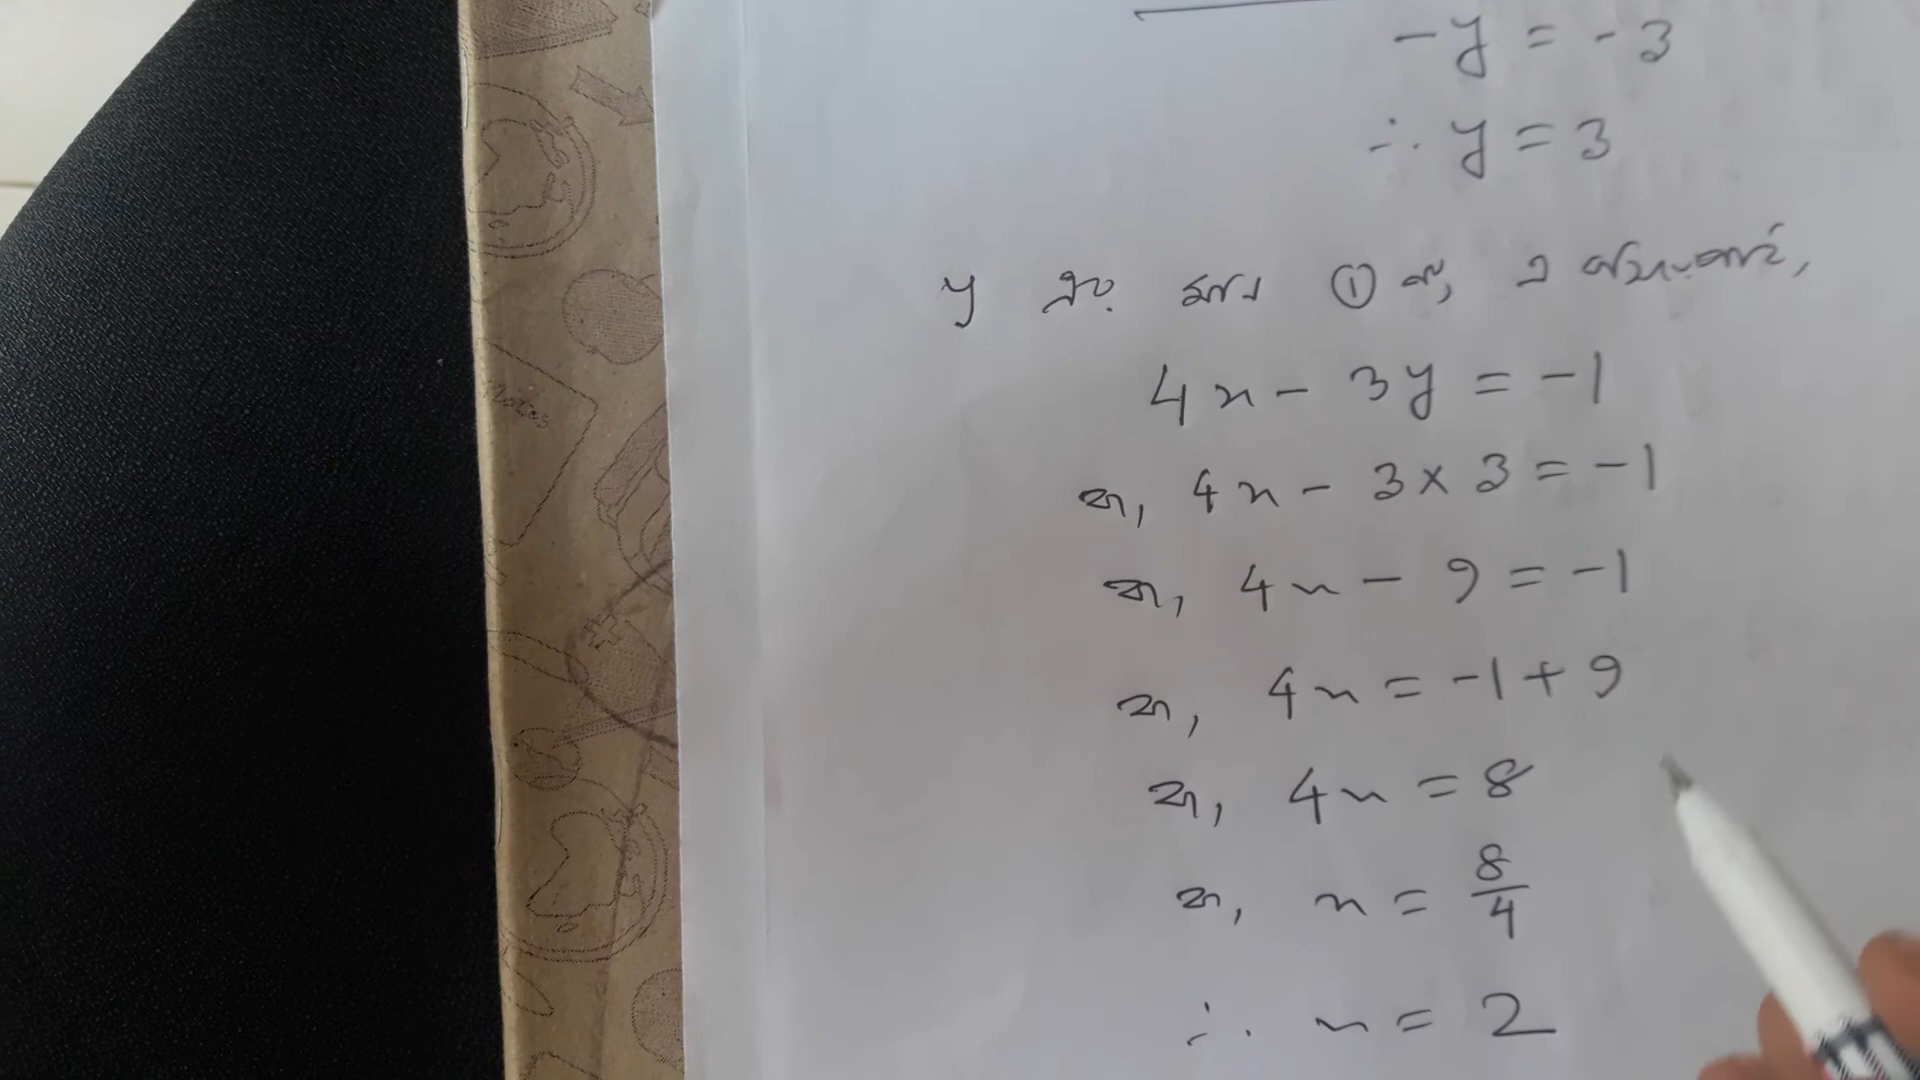 -y = -3
∴ y = 3
y এর মান ① নং এ বসিয়ে,
4x - 3y = -1
বা, 4x - 3 × 3 = -1
বা, 4x - 9 = -1
বা, 4x = -1 + 9
বা, 4x = 8
বা, x = 8/4
∴ x = 2
Notes